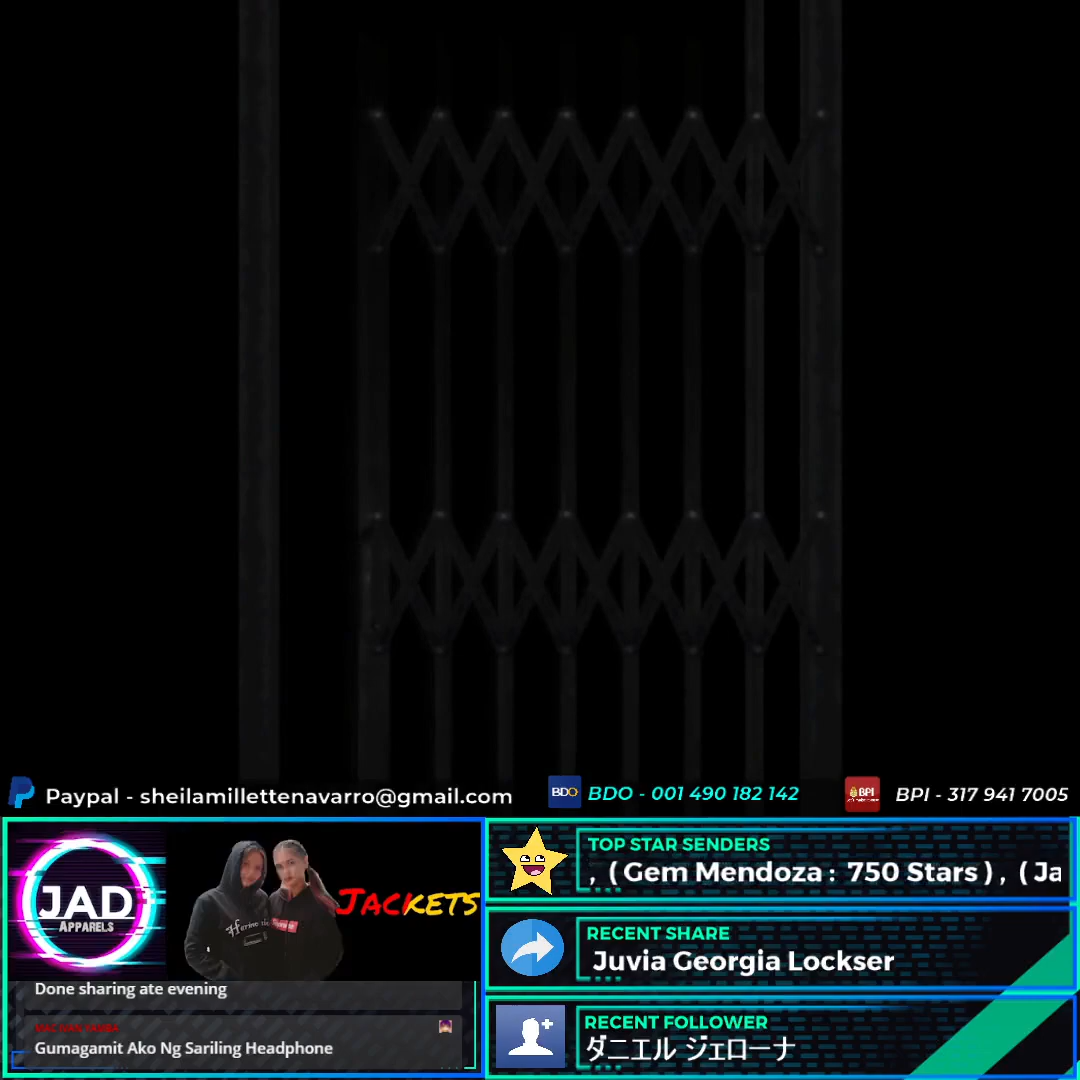 Paypal - sheilamillettenavarro@gmail.com
BDO
BDO - 001 490 182 142
BPI
BPI - 317 941 7005
JAD
APPARELS
JACKETS
TOP STAR SENDERS
, ( Gem Mendoza : 750 Stars ) , ( Ja
RECENT SHARE
Juvia Georgia Lockser
RECENT FOLLOWER
ダニエル ジェローナ
Done sharing ate evening
Gumagamit Ako Ng Sariling Headphone